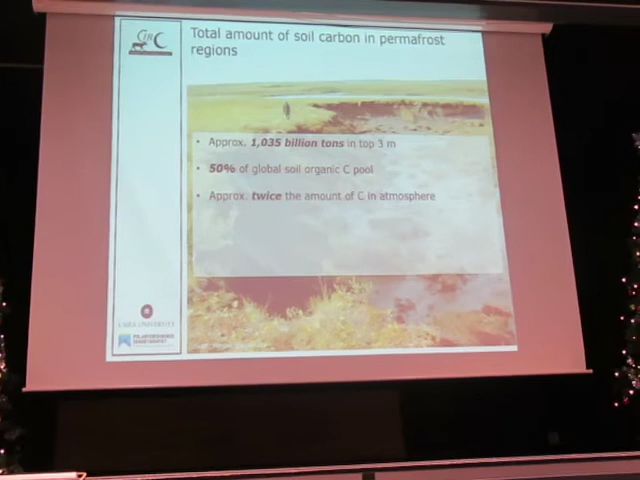 CIRC
Total amount of soil carbon in permafrost
regions
• Approx. 1,035 billion tons in top 3 m
• 50% of global soil organic C pool
• Approx. twice the amount of C in atmosphere
UMEÅ UNIVERSITY